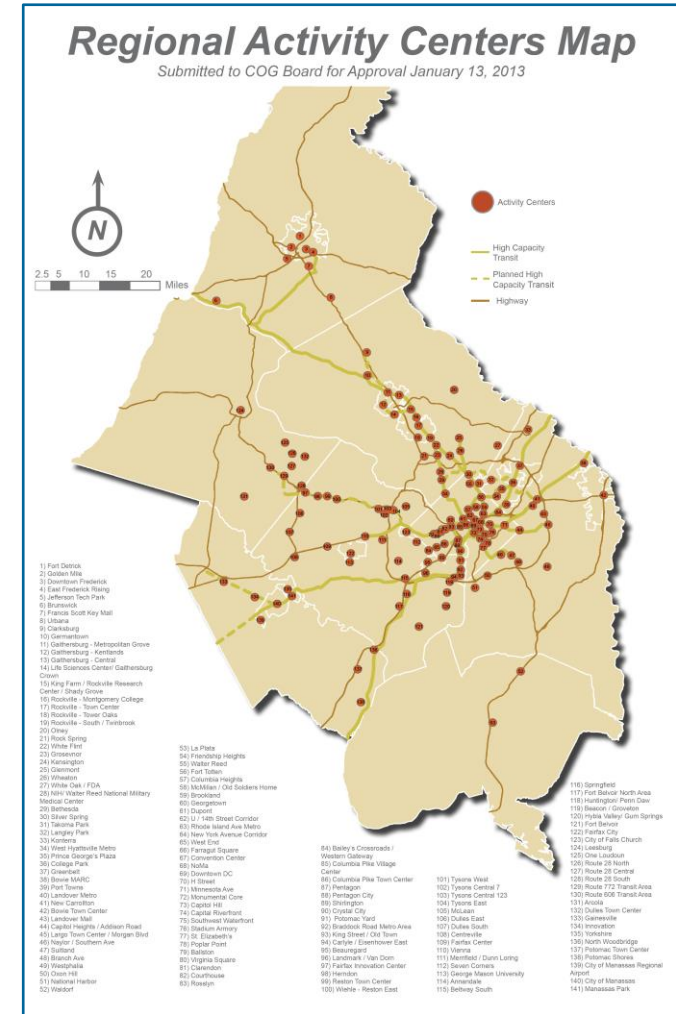 Regional Activity Centers Map
Submitted to COG Board for Approval January 13, 2013
N
2.5 5 10 15 20
Miles
Activity Centers
High Capacity
Transit
Planned High
Capacity Transit
Highway
1) Fort Detrick
2) Golden Mile
3) Downtown Frederick
4) East Frederick Rising
5) Jefferson Tech Park
6) Brunswick
7) Francis Scott Key Mall
8) Urbana
9) Clarksburg
10) Germantown
11) Gaithersburg - Metropolitan Grove
12) Gaithersburg - Kentlands
13) Gaithersburg - Central
14) Life Sciences Center/ Gaithersburg
Crown
15) King Farm / Rockville Research
Center / Shady Grove
16) Rockville - Montgomery College
17) Rockville - Town Center
18) Rockville - Tower Oaks
19) Rockville - South / Twinbrook
20) Olney
21) Rock Spring
22) White Flint
23) Grosvenor
24) Kensington
25) Glenmont
26) Wheaton
27) White Oak / FDA
28) NIH/ Walter Reed National Military
Medical Center
29) Bethesda
30) Silver Spring
31) Takoma Park
32) Langley Park
33) Konterra
34) West Hyattsville Metro
35) Prince George's Plaza
36) College Park
37) Greenbelt
38) Bowie MARC
39) Port Towns
40) Landover Metro
41) New Carrollton
42) Bowie Town Center
43) Landover Mall
44) Capitol Heights / Addison Road
45) Largo Town Center / Morgan Blvd
46) Naylor / Southern Ave
47) Suitland
48) Branch Ave
49) Westphalia
50) Oxon Hill
51) National Harbor
52) Waldorf
53) La Plata
54) Friendship Heights
55) Walter Reed
56) Fort Totten
57) Columbia Heights
58) McMillan / Old Soldiers Home
59) Brookland
60) Georgetown
61) Dupont
62) U / 14th Street Corridor
63) Rhode Island Ave Metro
64) New York Avenue Corridor
65) West End
66) Farragut Square
67) Convention Center
68) NoMa
69) Downtown DC
70) H Street
71) Minnesota Ave
72) Monumental Core
73) Capitol Hill
74) Capital Riverfront
75) Southwest Waterfront
76) Stadium Armory
77) St. Elizabeth's
78) Poplar Point
79) Ballston
80) Virginia Square
81) Clarendon
82) Courthouse
83) Rosslyn
84) Bailey's Crossroads /
Western Gateway
85) Columbia Pike Village
Center
86) Columbia Pike Town Center
87) Pentagon
88) Pentagon City
89) Shirlington
90) Crystal City
91) Potomac Yard
92) Braddock Road Metro Area
93) King Street / Old Town
94) Carlyle / Eisenhower East
95) Beauregard
96) Landmark / Van Dorn
97) Fairfax Innovation Center
98) Herndon
99) Reston Town Center
100) Wiehle - Reston East
101) Tysons West
102) Tysons Central 7
103) Tysons Central 123
104) Tysons East
105) McLean
106) Dulles East
107) Dulles South
108) Centreville
109) Fairfax Center
110) Vienna
111) Merrifield / Dunn Loring
112) Seven Corners
113) George Mason University
114) Annandale
115) Beltway South
116) Springfield
117) Fort Belvoir North Area
118) Huntington/ Penn Daw
119) Beacon / Groveton
120) Hybla Valley/ Gum Springs
121) Fort Belvoir
122) Fairfax City
123) City of Falls Church
124) Leesburg
125) One Loudoun
126) Route 28 North
127) Route 28 Central
128) Route 28 South
129) Route 772 Transit Area
130) Route 606 Transit Area
131) Arcola
132) Dulles Town Center
133) Gainesville
134) Innovation
135) Yorkshire
136) North Woodbridge
137) Potomac Town Center
138) Potomac Shores
139) City of Manassas Regional
Airport
140) City of Manassas
141) Manassas Park